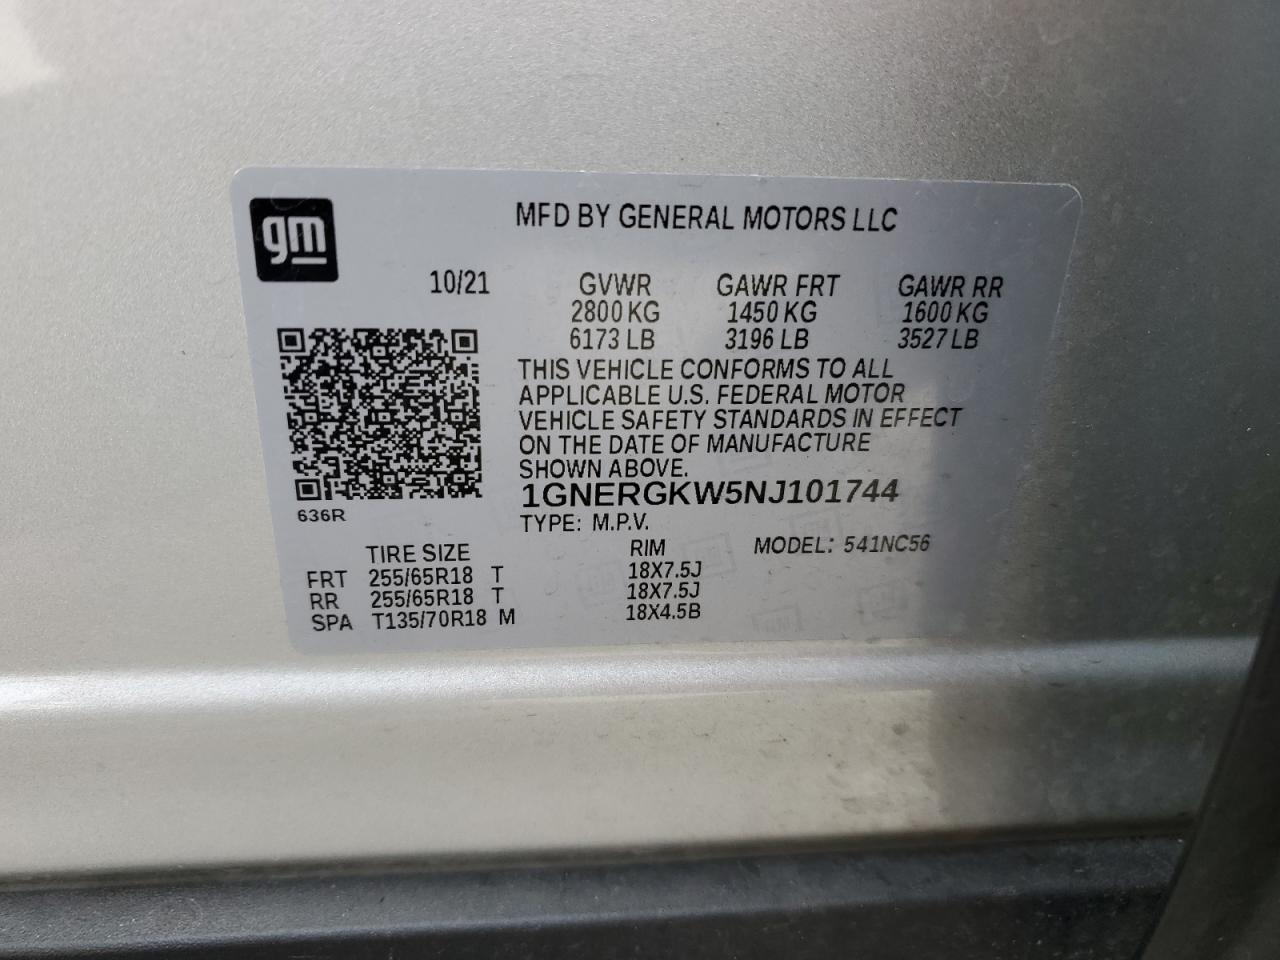 gm
MFD BY GENERAL MOTORS LLC
10/21 GVWR GAWR FRT GAWR RR
2800 KG 1450 KG 1600 KG
6173 LB 3196 LB 3527 LB
THIS VEHICLE CONFORMS TO ALL
APPLICABLE U.S. FEDERAL MOTOR
VEHICLE SAFETY STANDARDS IN EFFECT
ON THE DATE OF MANUFACTURE
SHOWN ABOVE.
1GNERGKW5NJ101744
636R
TYPE: M.P.V.
TIRE SIZE RIM MODEL: 541NC56
FRT 255/65R18 T 18X7.5J
RR 255/65R18 T 18X7.5J
SPA T135/70R18 M 18X4.5B